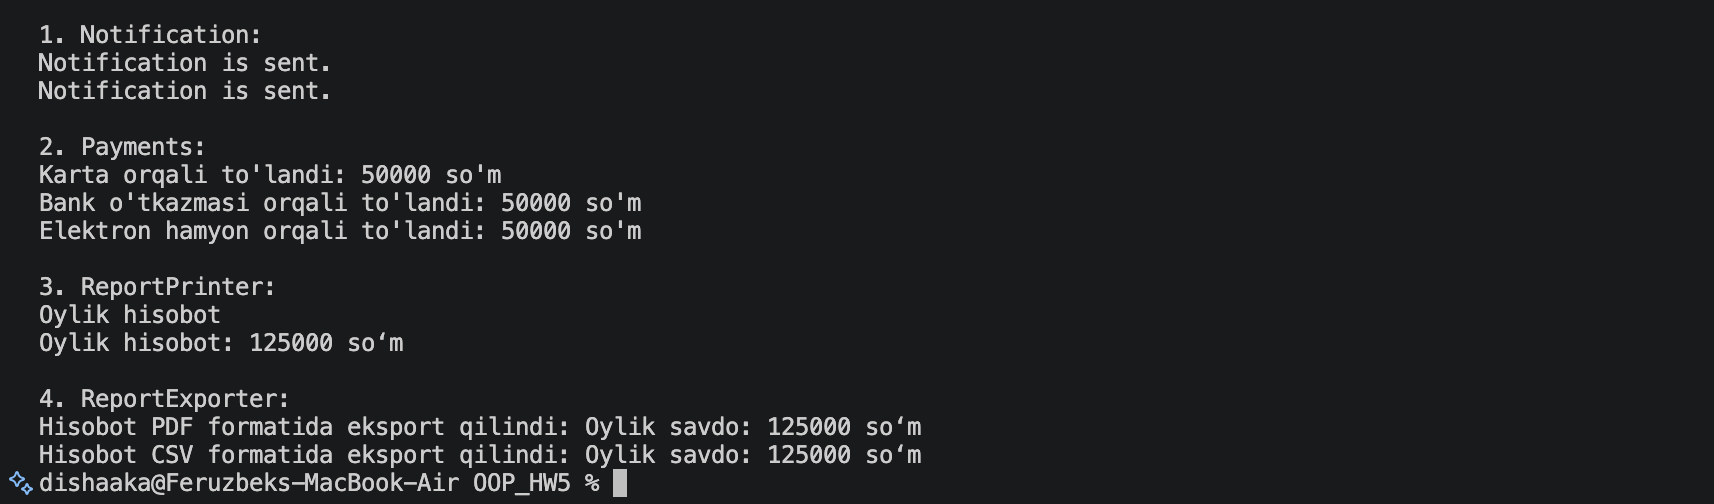 1. Notification:
Notification is sent.
Notification is sent.
2. Payments:
Karta orqali to'landi: 50000 so'm
Bank o'tkazmasi orqali to'landi: 50000 so'm
Elektron hamyon orqali to'landi: 50000 so'm
3. ReportPrinter:
Oylik hisobot
Oylik hisobot: 125000 so‘m
4. ReportExporter:
Hisobot PDF formatida eksport qilindi: Oylik savdo: 125000 so‘m
Hisobot CSV formatida eksport qilindi: Oylik savdo: 125000 so‘m
dishaaka@Feruzbeks-MacBook-Air OOP_HW5 %